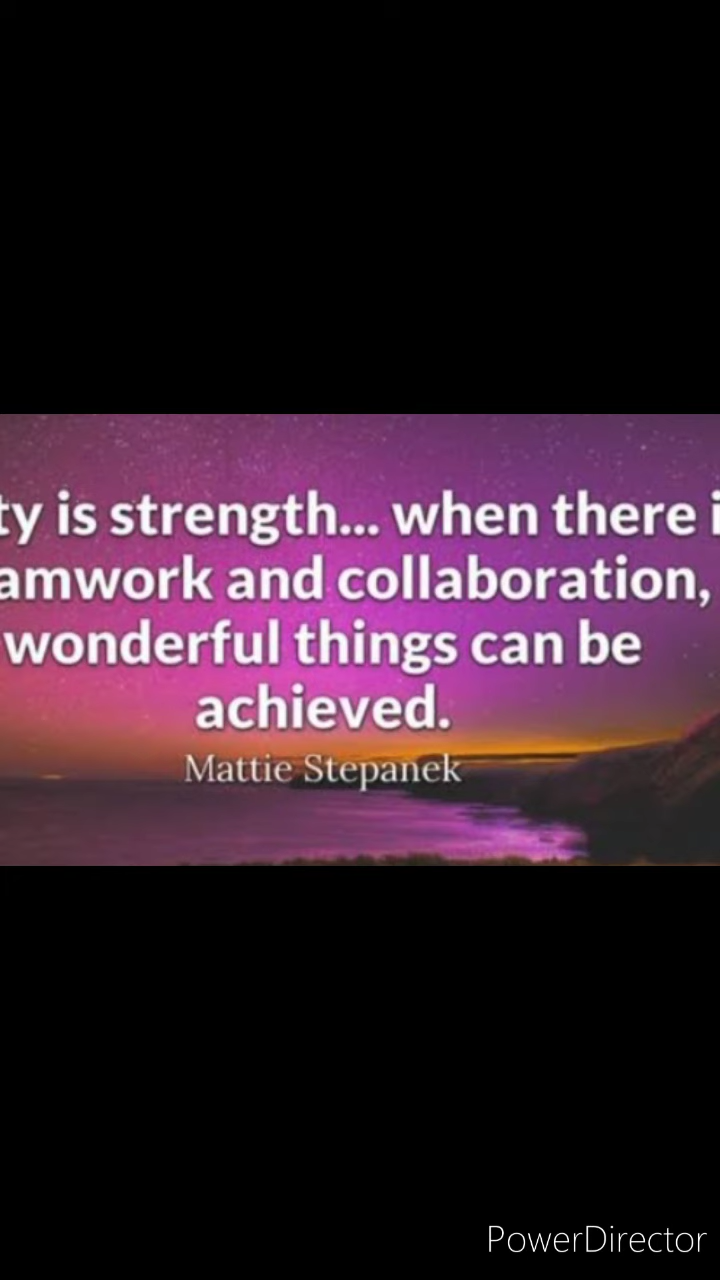 ty is strength... when there i
amwork and collaboration,
wonderful things can be
achieved.
Mattie Stepanek
PowerDirector